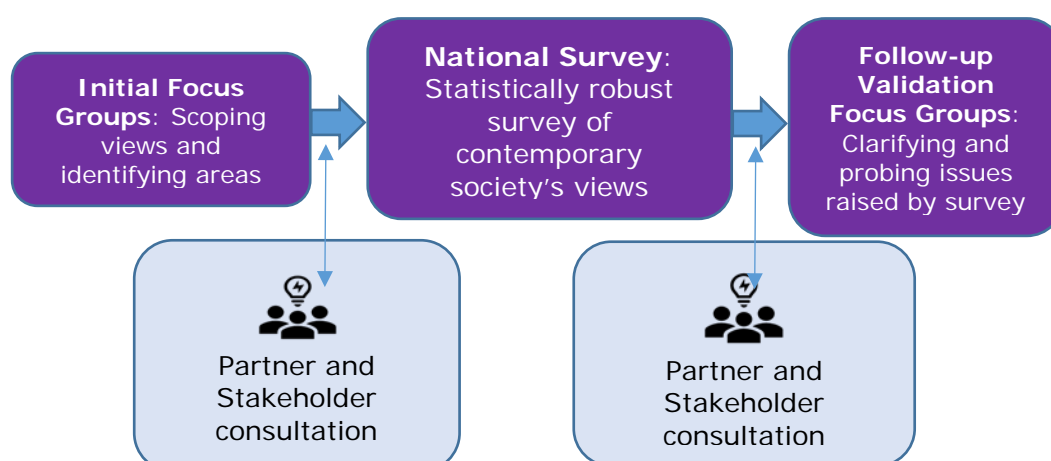 Initial Focus
Groups: Scoping
views and
identifying areas
National Survey:
Statistically robust
survey of
contemporary
society's views
Follow-up
Validation
Focus Groups:
Clarifying and
probing issues
raised by survey
Partner and
Stakeholder
consultation
Partner and
Stakeholder
consultation